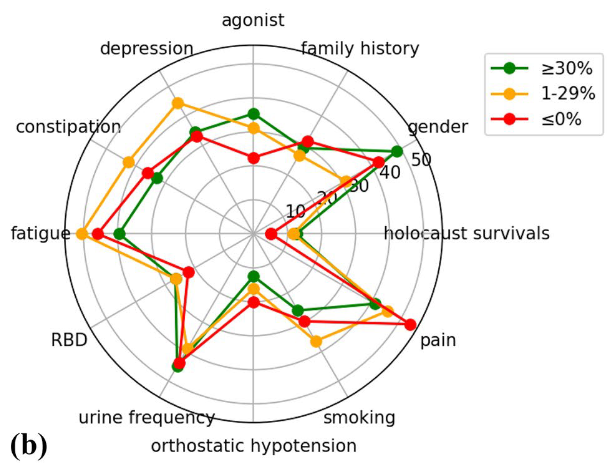 agonist
depression
family history
≥30%
1-29%
≤0%
constipation
gender
50
40
30
20
10
fatigue
holocaust survivals
RBD
pain
urine frequency
smoking
orthostatic hypotension
(b)